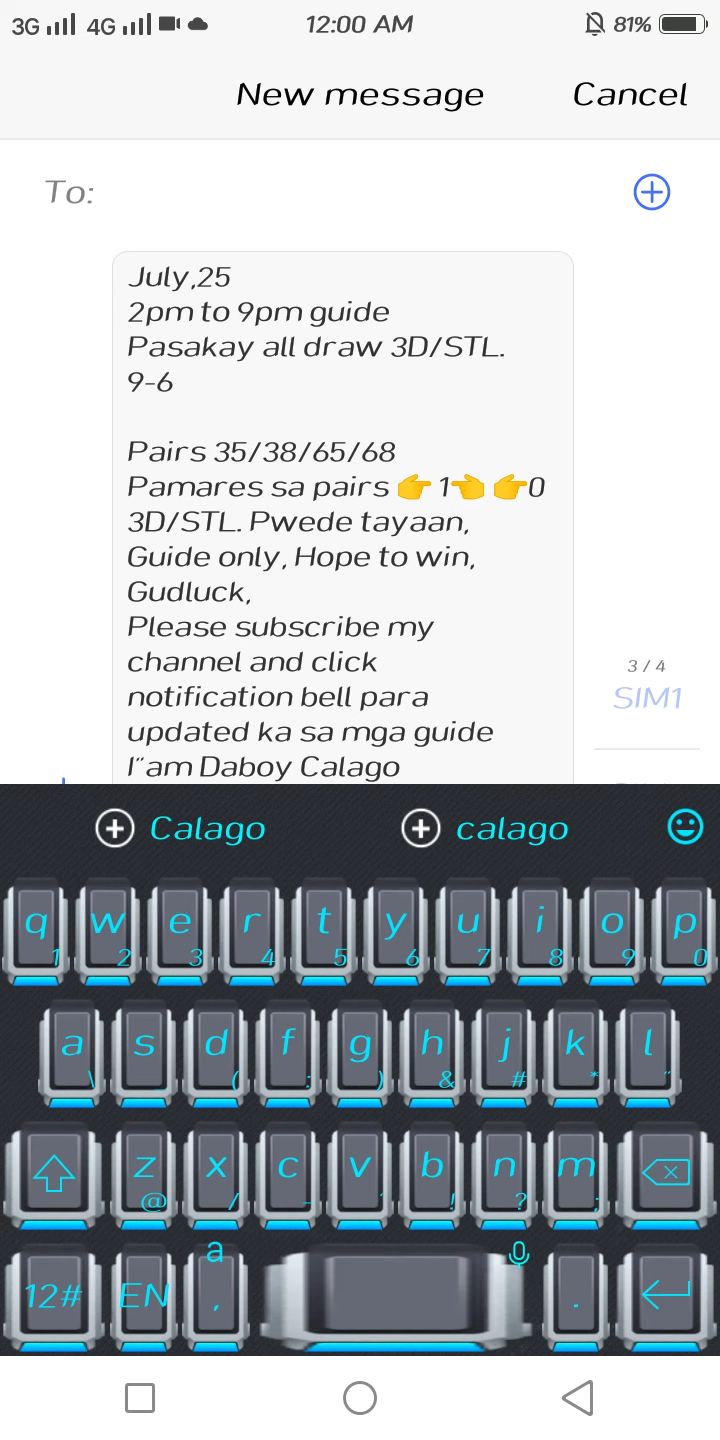 3G 4G 12:00 AM 81%
New message Cancel
To:
July,25
2pm to 9pm guide
Pasakay all draw 3D/STL.
9-6
Pairs 35/38/65/68
Pamares sa pairs 👉1👈 👉0
3D/STL. Pwede tayaan,
Guide only, Hope to win,
Gudluck,
Please subscribe my
channel and click
notification bell para
updated ka sa mga guide
I"am Daboy Calago
3 / 4
SIM1
Calago calago
q w e r t y u i o p
1 2 3 4 5 6 7 8 9 0
a s d f g h j k l
\ _ ( : ) & # * "
z x c v b n m
@ / - ' ! ? ;
a
12# EN , .